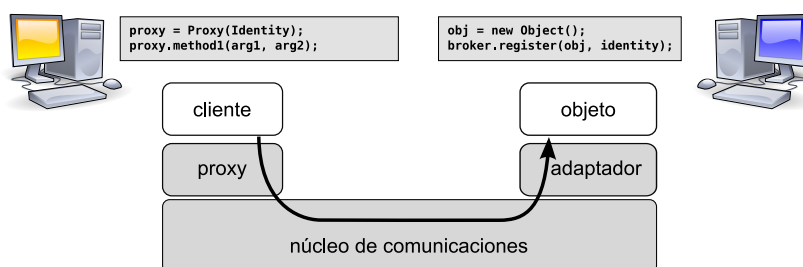 proxy = Proxy(Identity);
proxy.method1(arg1, arg2);
obj = new Object();
broker.register(obj, identity);
cliente
objeto
proxy
adaptador
núcleo de comunicaciones